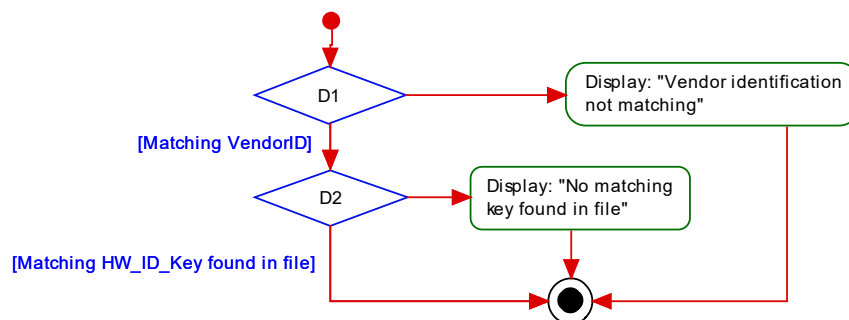 D1
Display: "Vendor identification
not matching"
[Matching VendorID]
D2
Display: "No matching
key found in file"
[Matching HW_ID_Key found in file]